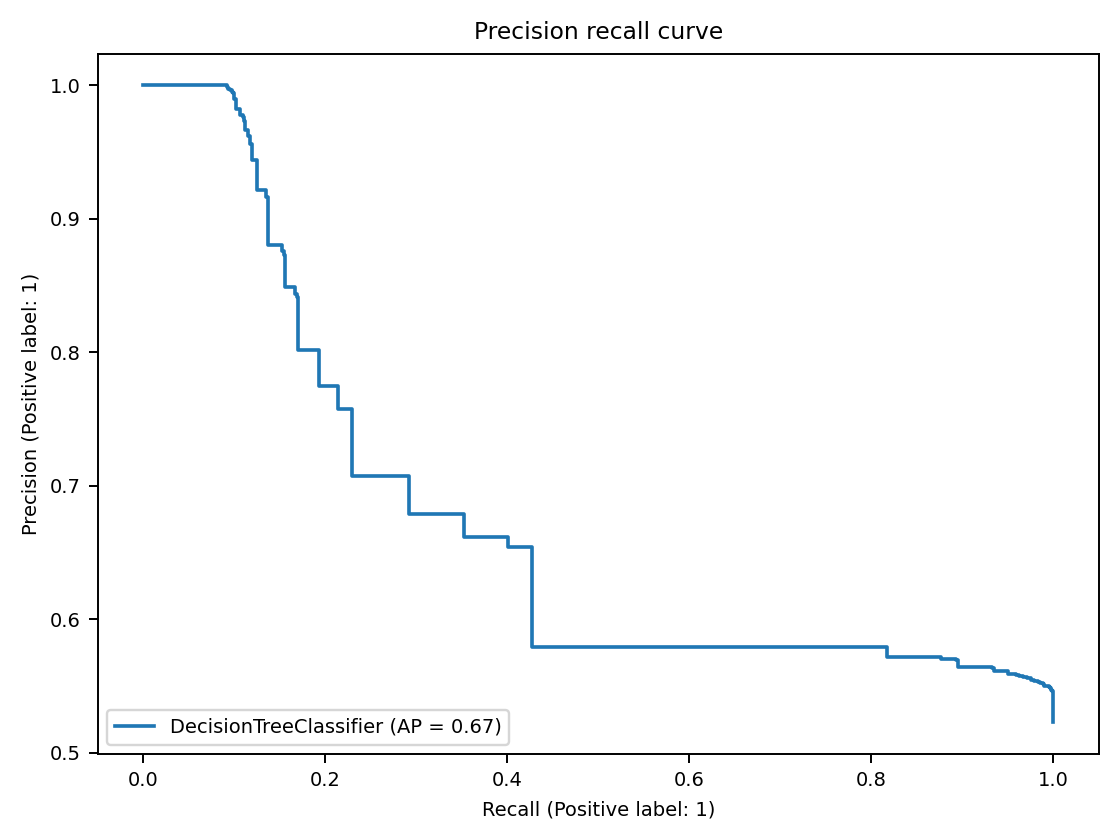 Precision recall curve
1.0
0.9
0.8
0.7
0.6
0.5
Precision (Positive label: 1)
DecisionTreeClassifier (AP = 0.67)
0.0 0.2 0.4 0.6 0.8 1.0
Recall (Positive label: 1)